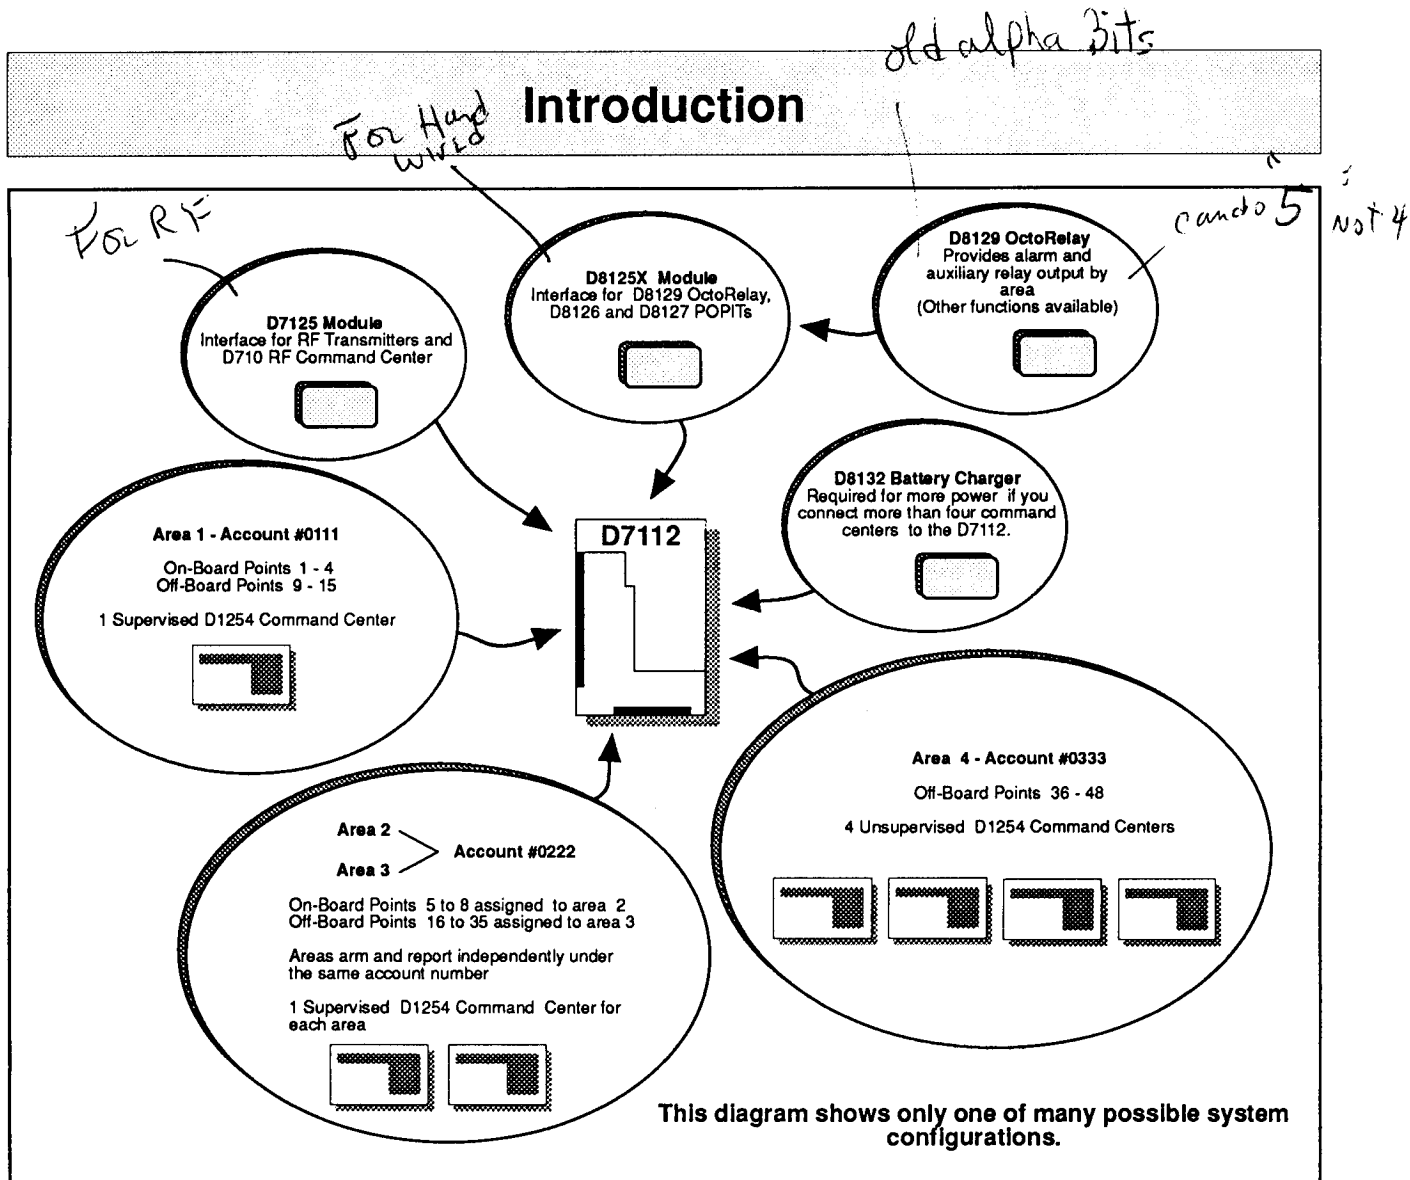 old alpha Bits
Introduction
For Hard
wired
For RF
can do 5
Not 4
D7125 Module
Interface for RF Transmitters and
D710 RF Command Center
D8125X Module
Interface for D8129 OctoRelay,
D8126 and D8127 POPITs
D8129 OctoRelay
Provides alarm and
auxiliary relay output by
area
(Other functions available)
D8132 Battery Charger
Required for more power if you
connect more than four command
centers to the D7112.
D7112
Area 1 - Account #0111
On-Board Points 1 - 4
Off-Board Points 9 - 15
1 Supervised D1254 Command Center
Area 4 - Account #0333
Off-Board Points 36 - 48
4 Unsupervised D1254 Command Centers
Area 2
Account #0222
Area 3
On-Board Points 5 to 8 assigned to area 2
Off-Board Points 16 to 35 assigned to area 3
Areas arm and report independently under
the same account number
1 Supervised D1254 Command Center for
each area
This diagram shows only one of many possible system
configurations.